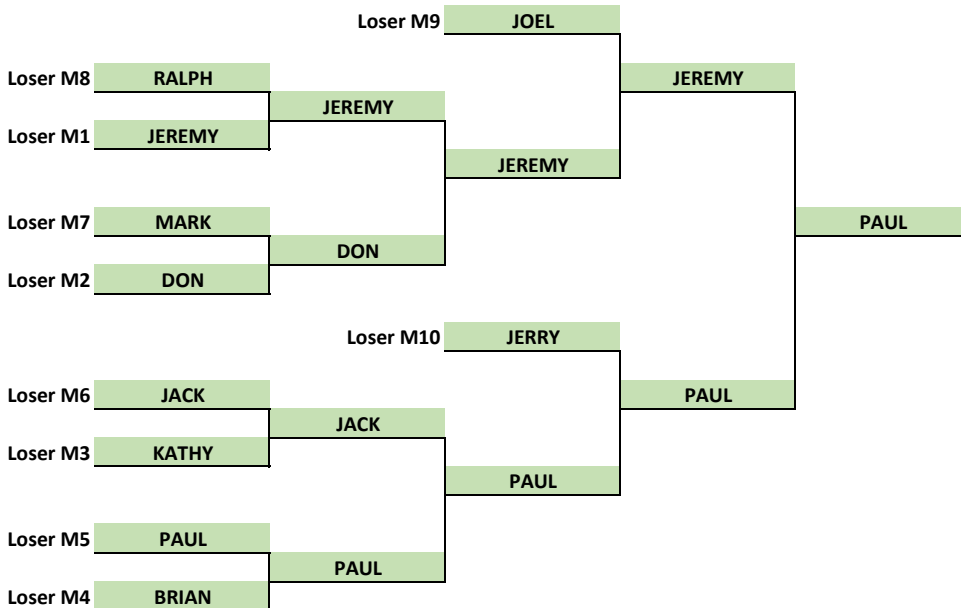 Loser M9 JOEL
Loser M8 RALPH
JEREMY
JEREMY
Loser M1 JEREMY
JEREMY
Loser M7 MARK
PAUL
DON
Loser M2 DON
Loser M10 JERRY
Loser M6 JACK
PAUL
JACK
Loser M3 KATHY
PAUL
Loser M5 PAUL
PAUL
Loser M4 BRIAN